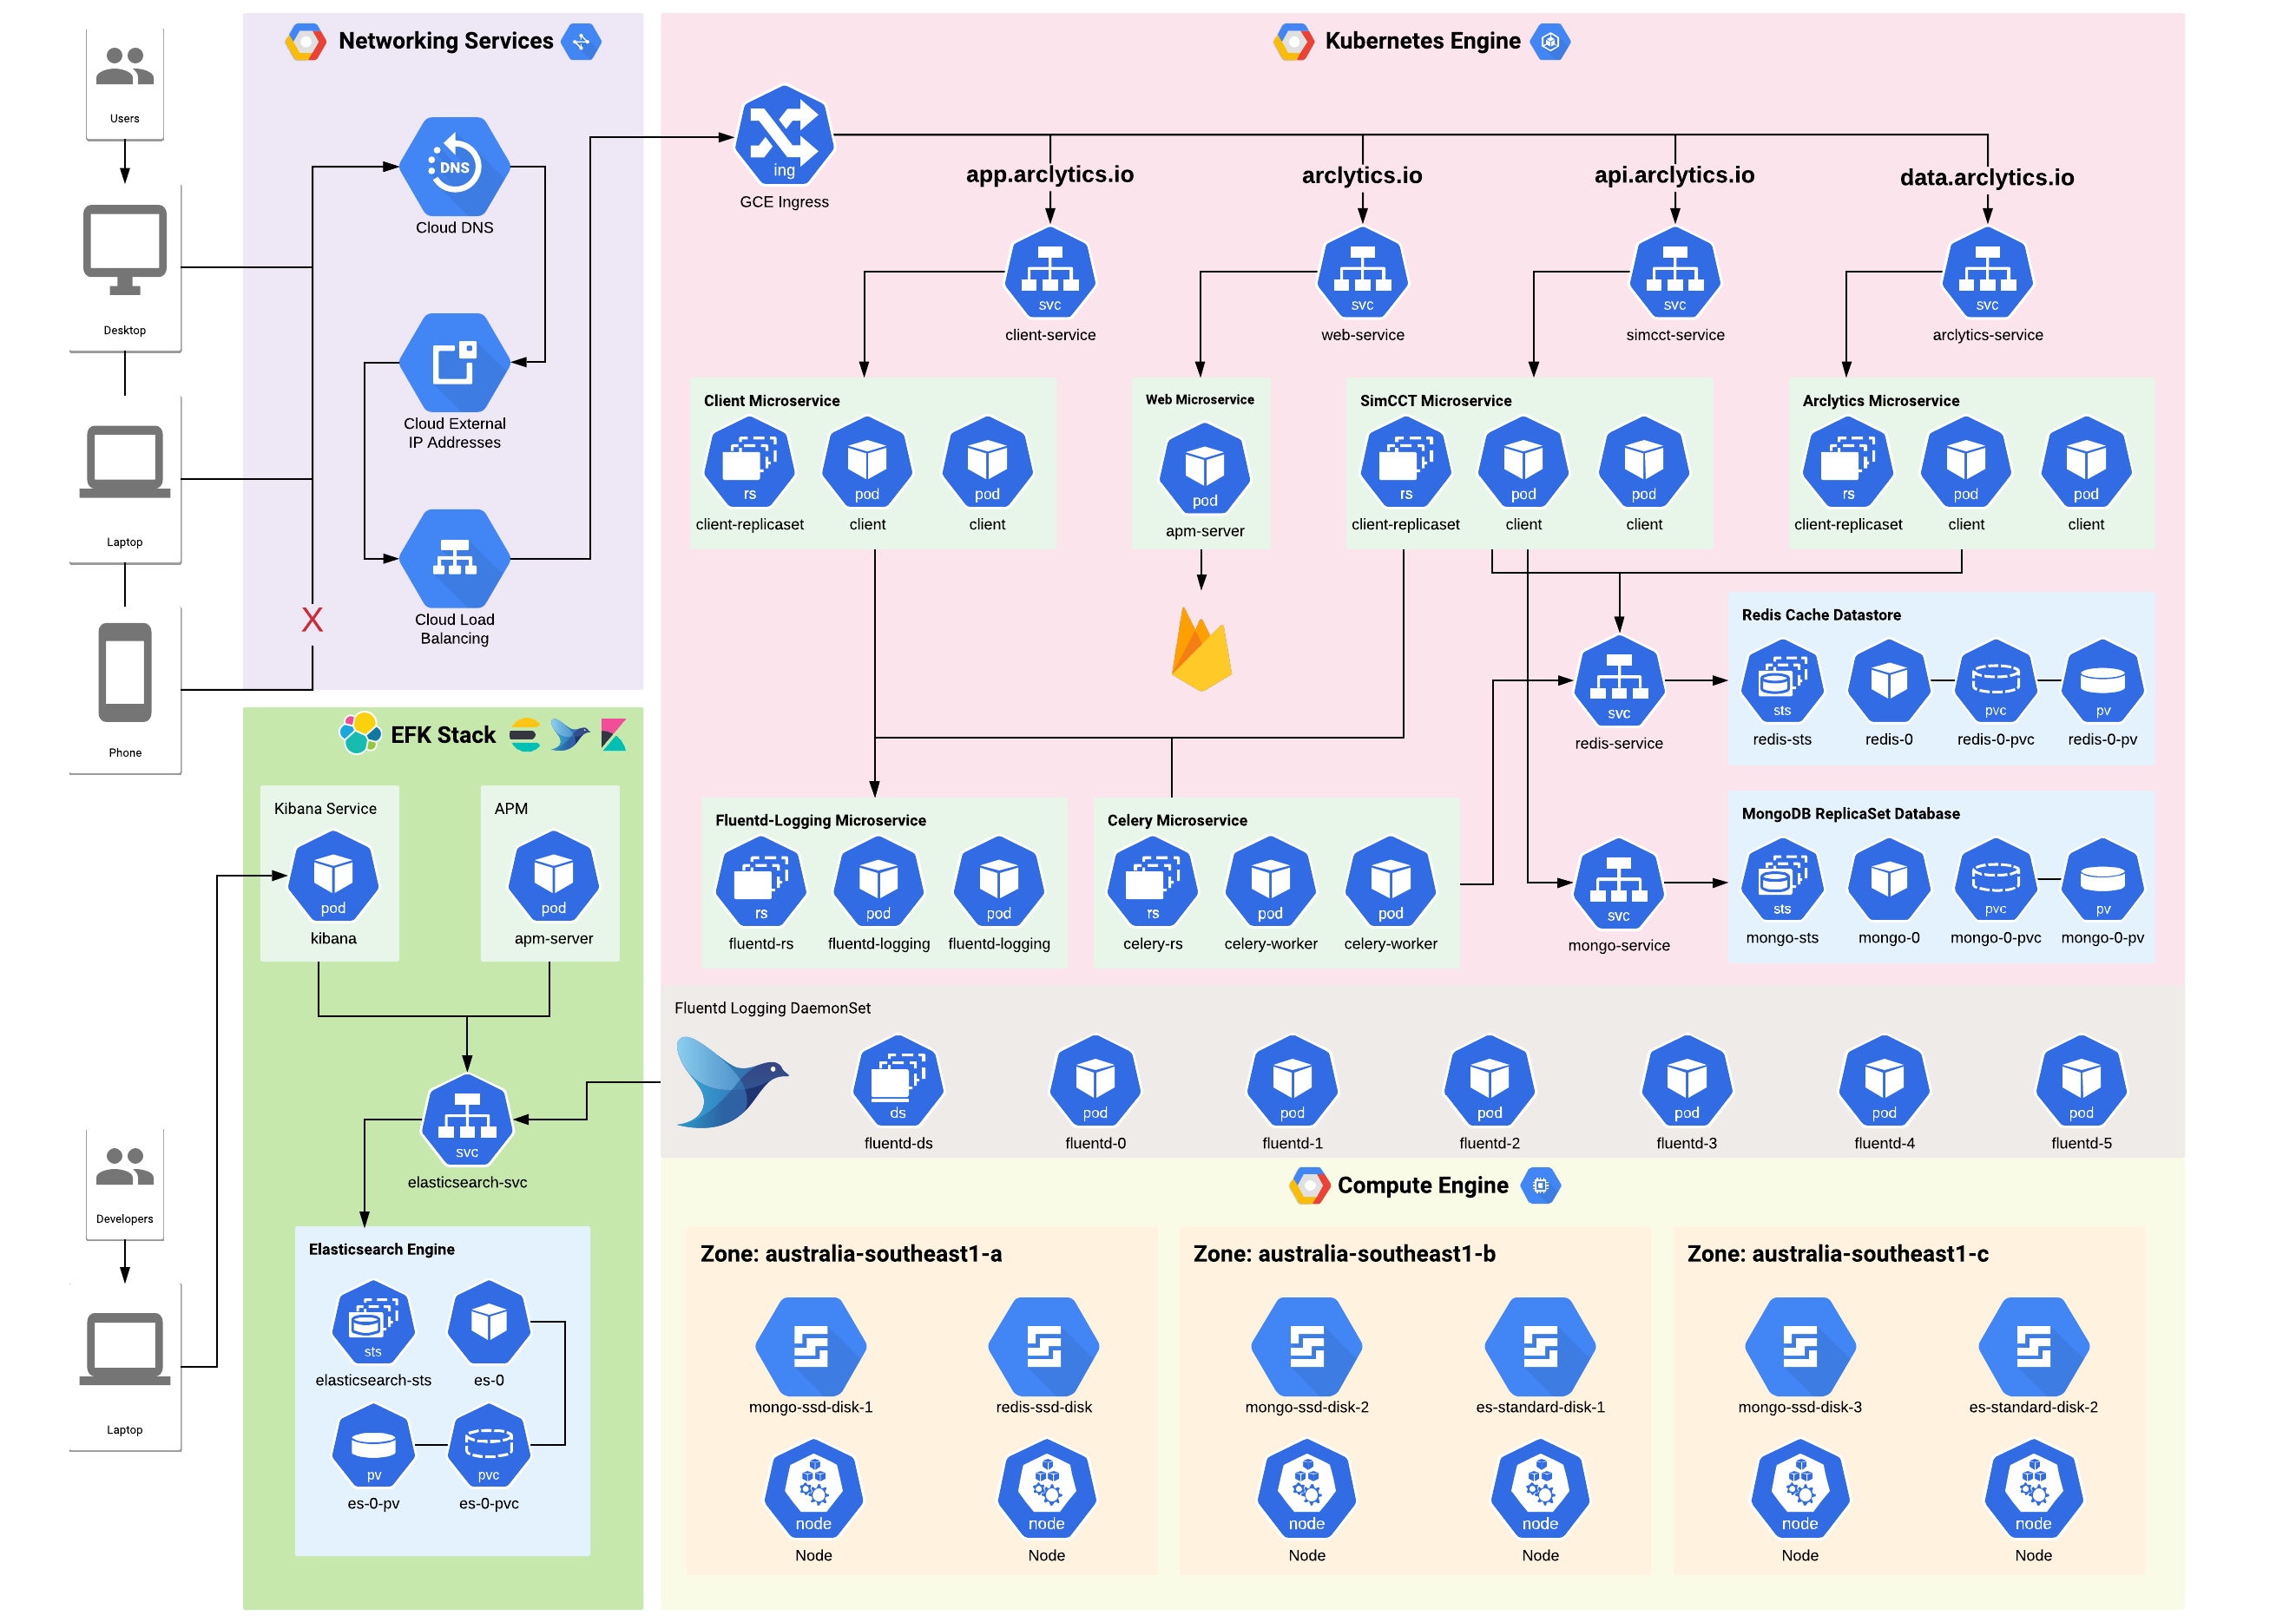 Users
Desktop
Laptop
Phone
Networking Services
DNS
Cloud DNS
Cloud External
IP Addresses
Cloud Load
Balancing
X
Kubernetes Engine
ing
GCE Ingress
app.arclytics.io
arclytics.io
api.arclytics.io
data.arclytics.io
svc
client-service
svc
web-service
svc
simcct-service
svc
arclytics-service
Client Microservice
rs
pod
pod
client-replicaset
client
client
Web Microservice
pod
apm-server
SimCCT Microservice
rs
pod
pod
client-replicaset
client
client
Arclytics Microservice
rs
pod
pod
client-replicaset
client
client
svc
redis-service
Redis Cache Datastore
sts
pvc
pv
redis-sts
redis-0
redis-0-pvc
redis-0-pv
Fluentd-Logging Microservice
rs
pod
pod
fluentd-rs
fluentd-logging
fluentd-logging
Celery Microservice
rs
pod
pod
celery-rs
celery-worker
celery-worker
svc
mongo-service
MongoDB ReplicaSet Database
sts
pvc
pv
mongo-sts
mongo-0
mongo-0-pvc
mongo-0-pv
Fluentd Logging DaemonSet
ds
pod
pod
pod
pod
pod
pod
fluentd-ds
fluentd-0
fluentd-1
fluentd-2
fluentd-3
fluentd-4
fluentd-5
EFK Stack
Kibana Service
pod
kibana
APM
pod
apm-server
svc
elasticsearch-svc
Elasticsearch Engine
sts
elasticsearch-sts
es-0
pv
pvc
es-0-pv
es-0-pvc
Developers
Laptop
Compute Engine
Zone: australia-southeast1-a
mongo-ssd-disk-1
redis-ssd-disk
node
node
Node
Node
Zone: australia-southeast1-b
mongo-ssd-disk-2
es-standard-disk-1
node
node
Node
Node
Zone: australia-southeast1-c
mongo-ssd-disk-3
es-standard-disk-2
node
node
Node
Node